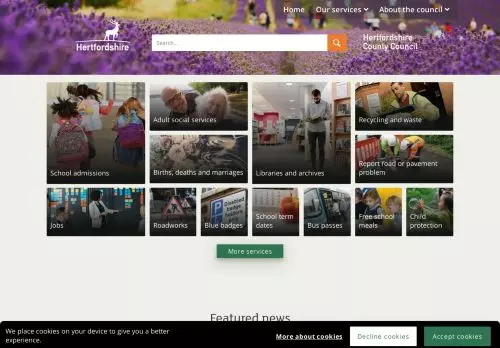 Home Our services About the council
Hertfordshire
Search...
Hertfordshire
County Council
School admissions
Adult social services
Births, deaths and marriages
Libraries and archives
Recycling and waste
Report road or pavement
problem
Jobs
Roadworks
Disabled
badge
Blue badges
School term
dates
Bus passes
Free school
meals
Child
protection
More services
Featured news
We place cookies on your device to give you a better
experience.
More about cookies
Decline cookies
Accept cookies